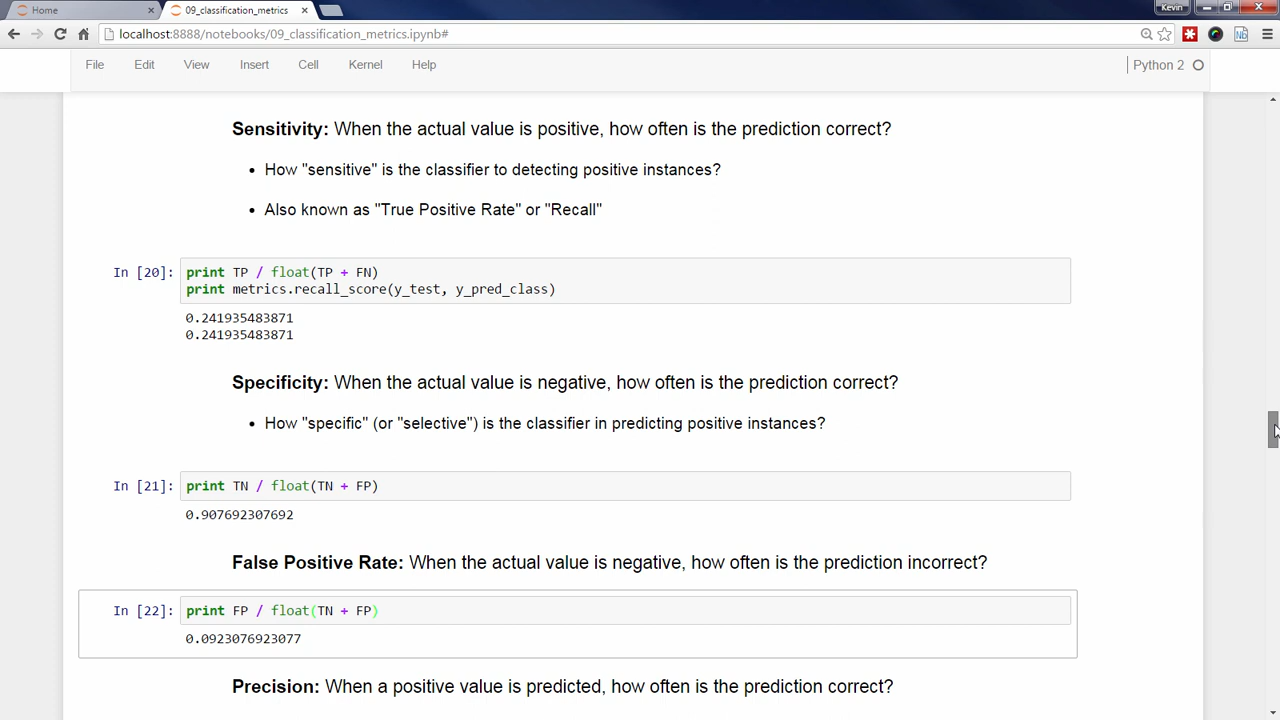 Home
09_classification_metrics
Kevin
localhost:8888/notebooks/09_classification_metrics.ipynb#
File Edit View Insert Cell Kernel Help
Python 2
Sensitivity: When the actual value is positive, how often is the prediction correct?
• How "sensitive" is the classifier to detecting positive instances?
• Also known as "True Positive Rate" or "Recall"
In [20]: print TP / float(TP + FN)
print metrics.recall_score(y_test, y_pred_class)
0.241935483871
0.241935483871
Specificity: When the actual value is negative, how often is the prediction correct?
• How "specific" (or "selective") is the classifier in predicting positive instances?
In [21]: print TN / float(TN + FP)
0.907692307692
False Positive Rate: When the actual value is negative, how often is the prediction incorrect?
In [22]: print FP / float(TN + FP)
0.0923076923077
Precision: When a positive value is predicted, how often is the prediction correct?